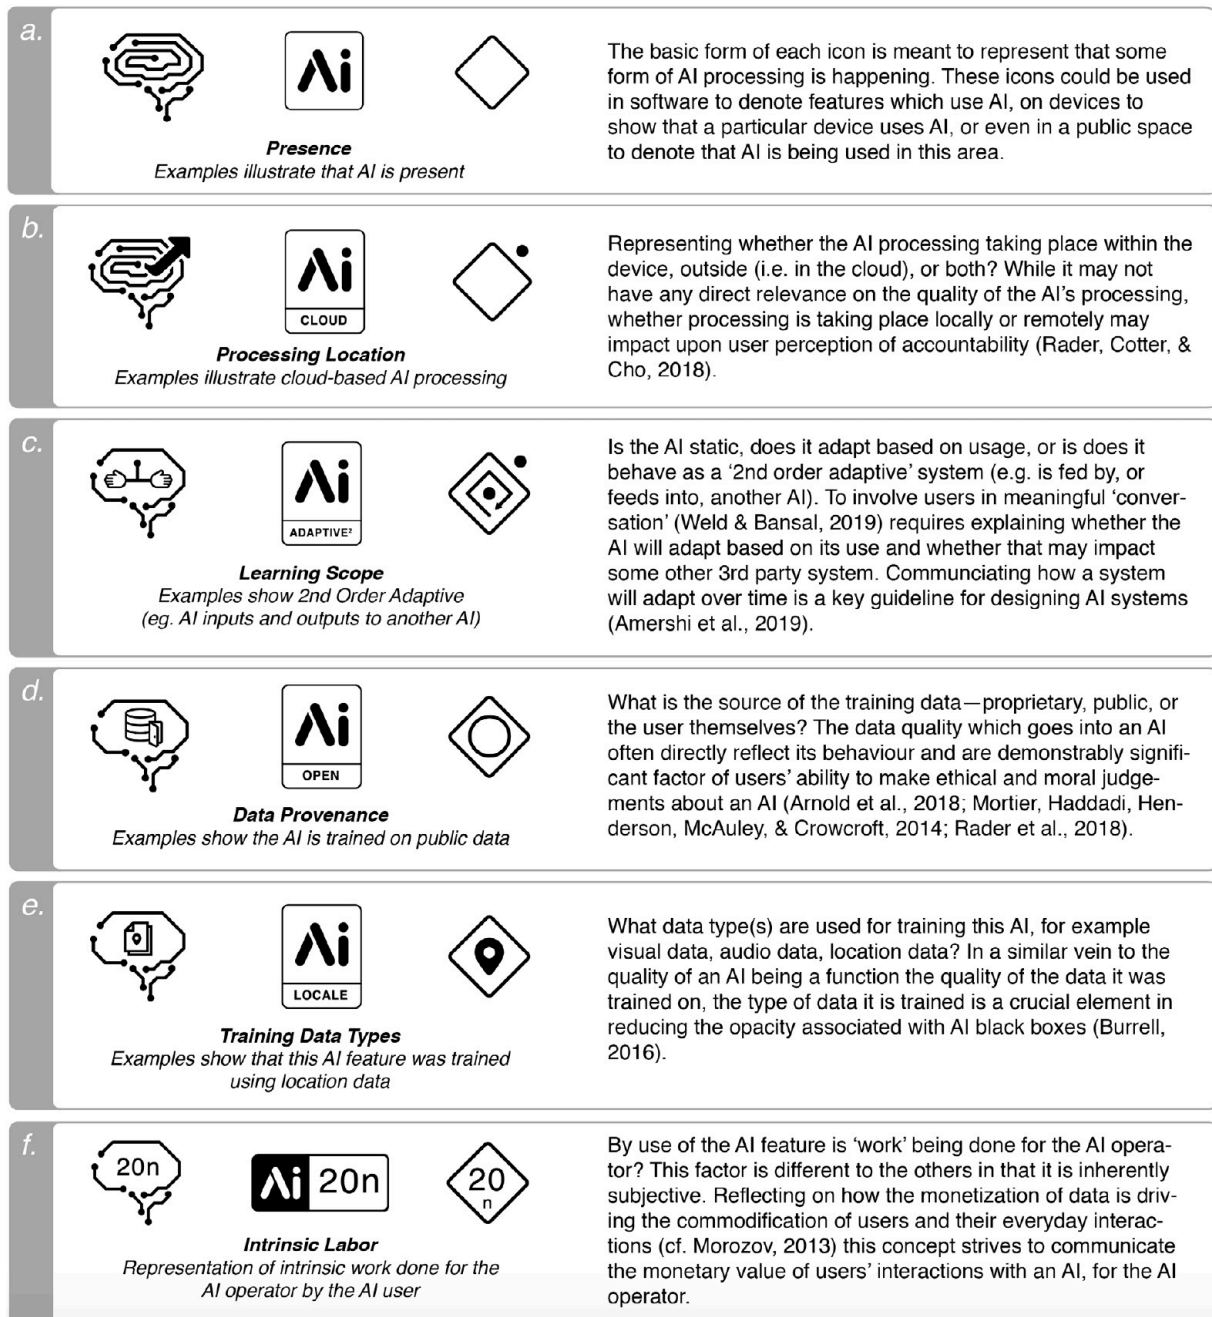 a.
Ai
Presence
Examples illustrate that AI is present
The basic form of each icon is meant to represent that some
form of AI processing is happening. These icons could be used
in software to denote features which use AI, on devices to
show that a particular device uses AI, or even in a public space
to denote that AI is being used in this area.
b.
Ai
CLOUD
Processing Location
Examples illustrate cloud-based AI processing
Representing whether the AI processing taking place within the
device, outside (i.e. in the cloud), or both? While it may not
have any direct relevance on the quality of the AI's processing,
whether processing is taking place locally or remotely may
impact upon user perception of accountability (Rader, Cotter, &
Cho, 2018).
c.
Ai
ADAPTIVE²
Learning Scope
Examples show 2nd Order Adaptive
(eg. AI inputs and outputs to another AI)
Is the AI static, does it adapt based on usage, or is does it
behave as a '2nd order adaptive' system (e.g. is fed by, or
feeds into, another AI). To involve users in meaningful 'conver-
sation' (Weld & Bansal, 2019) requires explaining whether the
AI will adapt based on its use and whether that may impact
some other 3rd party system. Communciating how a system
will adapt over time is a key guideline for designing AI systems
(Amershi et al., 2019).
d.
Ai
OPEN
Data Provenance
Examples show the AI is trained on public data
What is the source of the training data—proprietary, public, or
the user themselves? The data quality which goes into an AI
often directly reflect its behaviour and are demonstrably signifi-
cant factor of users' ability to make ethical and moral judge-
ments about an AI (Arnold et al., 2018; Mortier, Haddadi, Hen-
derson, McAuley, & Crowcroft, 2014; Rader et al., 2018).
e.
Ai
LOCALE
Training Data Types
Examples show that this AI feature was trained
using location data
What data type(s) are used for training this AI, for example
visual data, audio data, location data? In a similar vein to the
quality of an AI being a function the quality of the data it was
trained on, the type of data it is trained is a crucial element in
reducing the opacity associated with AI black boxes (Burrell,
2016).
f.
20n
Ai 20n
20
n
Intrinsic Labor
Representation of intrinsic work done for the
AI operator by the AI user
By use of the AI feature is 'work' being done for the AI opera-
tor? This factor is different to the others in that it is inherently
subjective. Reflecting on how the monetization of data is driv-
ing the commodification of users and their everyday interac-
tions (cf. Morozov, 2013) this concept strives to communicate
the monetary value of users' interactions with an AI, for the AI
operator.